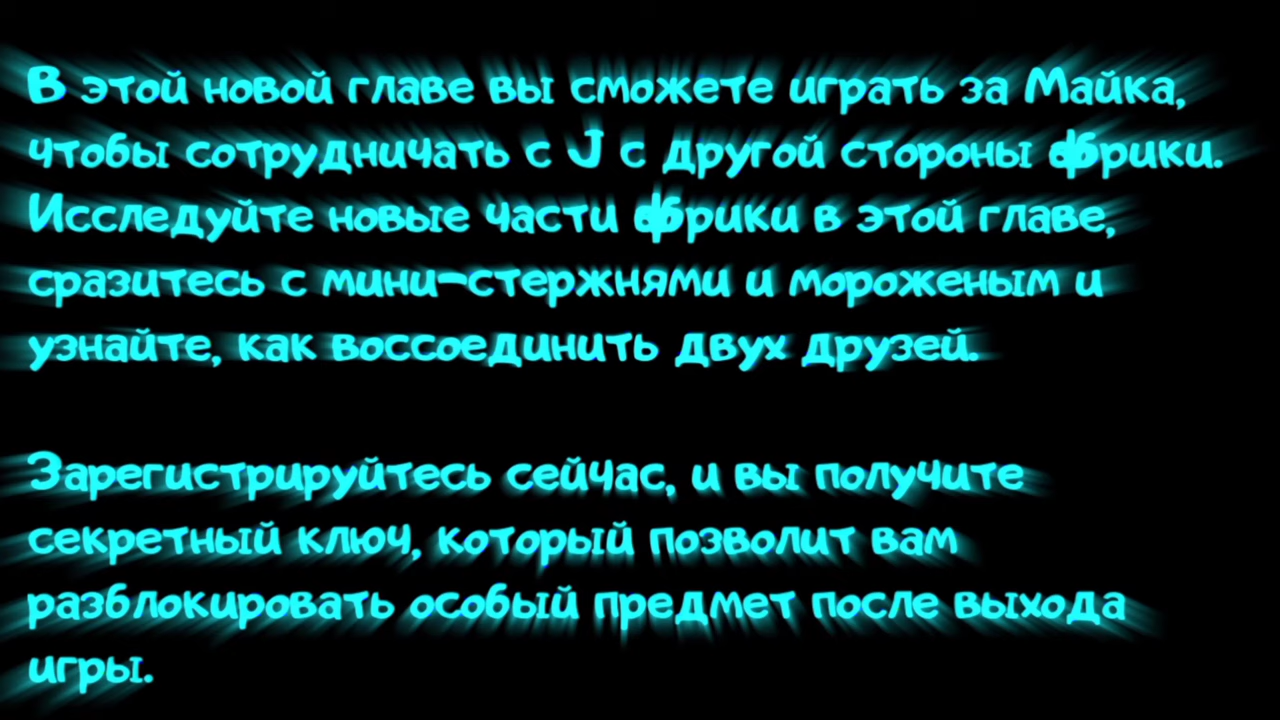 В этой новой главе вы сможете играть за Майка,
чтобы сотрудничать с J с другой стороны фабрики.
Исследуйте новые части фабрики в этой главе,
сразитесь с мини-стержнями и мороженым и
узнайте, как воссоединить двух друзей.
Зарегистрируйтесь сейчас, и вы получите
секретный ключ, который позволит вам
разблокировать особый предмет после выхода
игры.